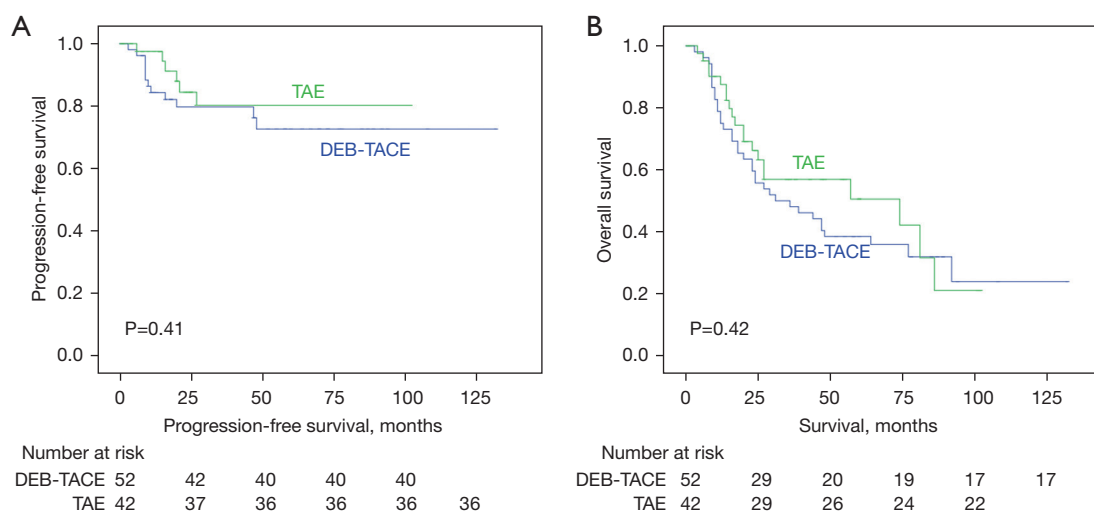 A
Progression-free survival
1.0
0.8
0.6
0.4
0.2
0.0
TAE
DEB-TACE
P=0.41
0 25 50 75 100 125
Progression-free survival, months
Number at risk
DEB-TACE 52 42 40 40 40
TAE 42 37 36 36 36 36
B
Overall survival
1.0
0.8
0.6
0.4
0.2
0.0
TAE
DEB-TACE
P=0.42
0 25 50 75 100 125
Survival, months
Number at risk
DEB-TACE 52 29 20 19 17 17
TAE 42 29 26 24 22